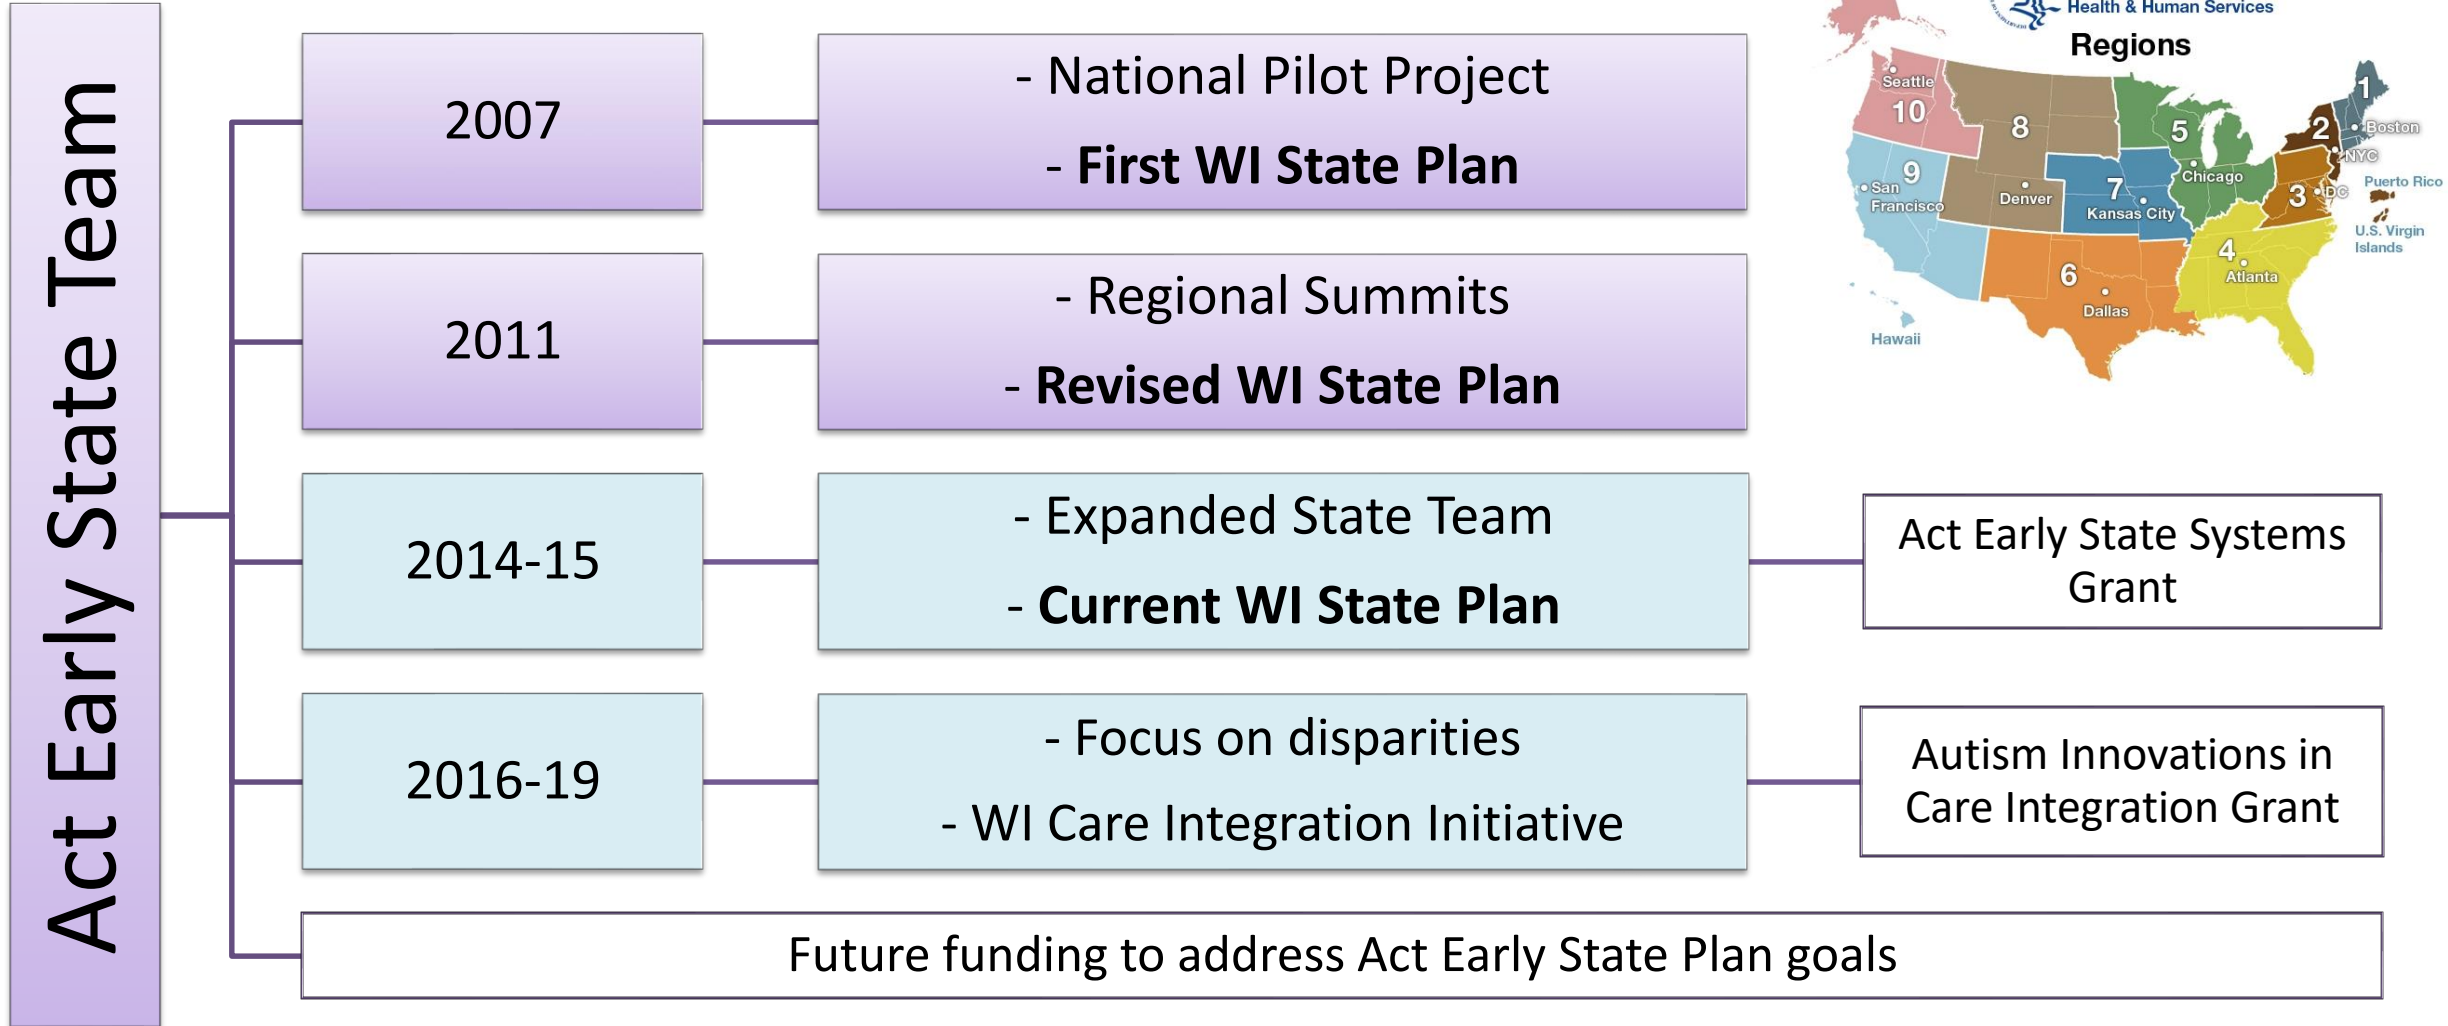 Act Early State Team
2007
- National Pilot Project
- First WI State Plan
2011
- Regional Summits
- Revised WI State Plan
2014-15
- Expanded State Team
- Current WI State Plan
Act Early State Systems
Grant
2016-19
- Focus on disparities
- WI Care Integration Initiative
Autism Innovations in
Care Integration Grant
Future funding to address Act Early State Plan goals
Health & Human Services
Regions
Seattle
10
8
5
1
2
Boston
NYC
9
San
Francisco
Denver
7
Kansas City
Chicago
3
DC
Puerto Rico
U.S. Virgin
Islands
4
Atlanta
6
Dallas
Hawaii